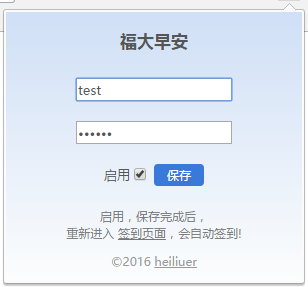 福大早安
test
••••••
启用 保存
启用，保存完成后，
重新进入 签到页面，会自动签到!
©2016 heiliuer